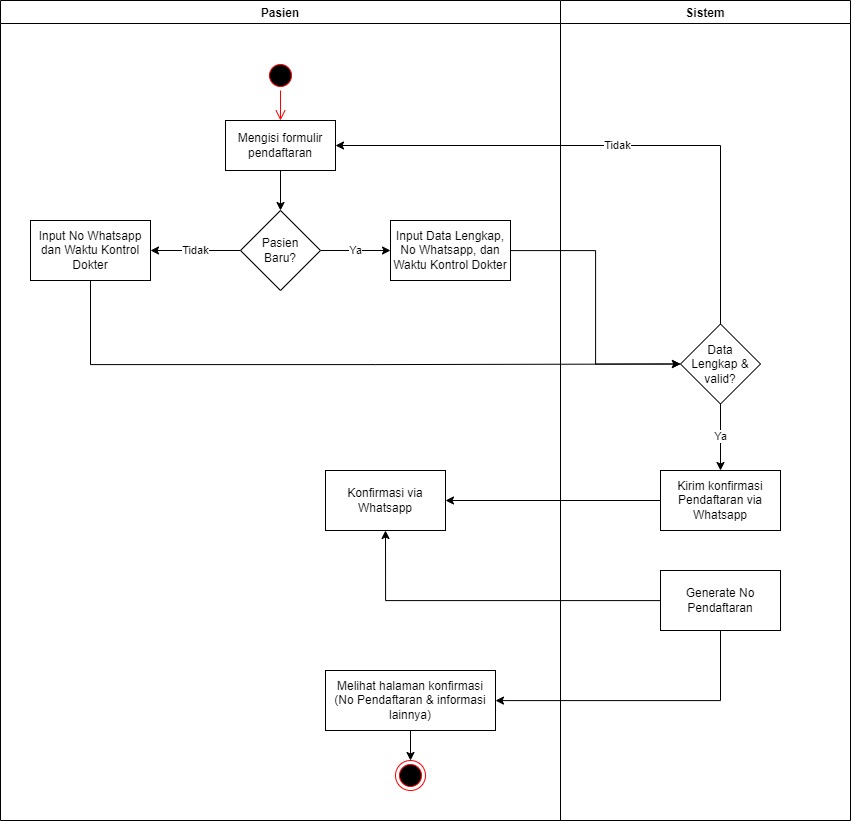 Pasien
Sistem
Mengisi formulir
pendaftaran
Tidak
Input No Whatsapp
dan Waktu Kontrol
Dokter
Tidak
Pasien
Baru?
Ya
Input Data Lengkap,
No Whatsapp, dan
Waktu Kontrol Dokter
Data
Lengkap &
valid?
Ya
Konfirmasi via
Whatsapp
Kirim konfirmasi
Pendaftaran via
Whatsapp
Generate No
Pendaftaran
Melihat halaman konfirmasi
(No Pendaftaran & informasi
lainnya)